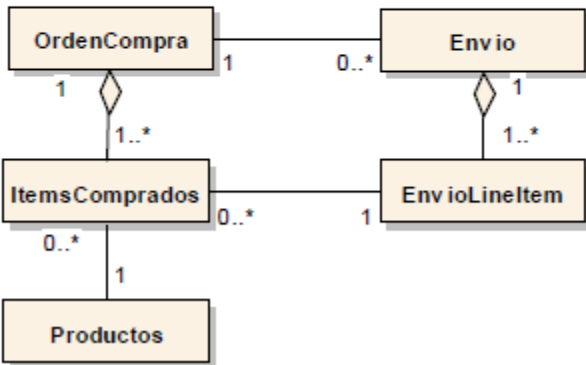 OrdenCompra
Envio
1
0..*
1
1
1..*
1..*
ItemsComprados
EnvioLineItem
0..*
1
0..*
1
Productos